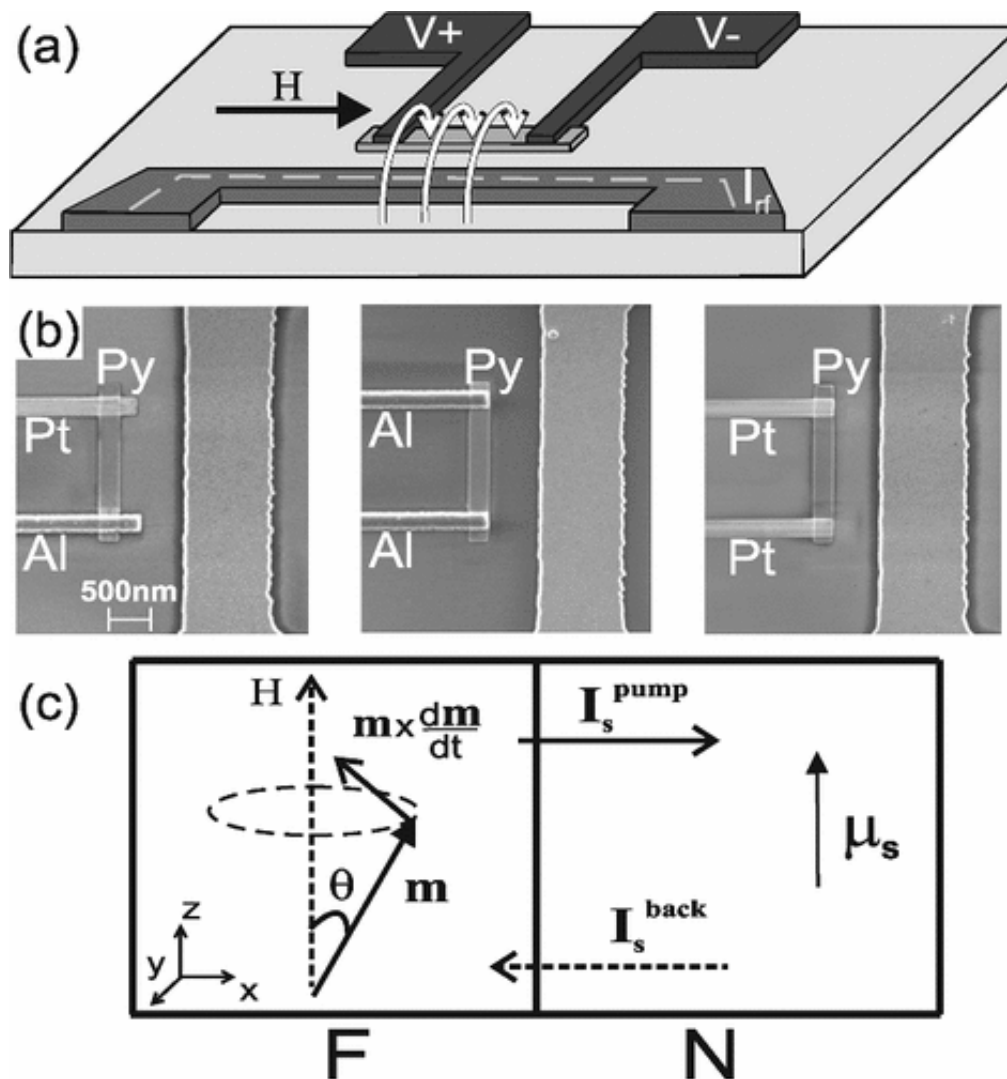 (a)
V+ V-
H
I_rf
(b)
Py Py Py
Pt Al Pt
Al Al Pt
500nm
(c)
H
m x dm/dt
I_s^pump
θ
m
μ_s
I_s^back
z
y
x
F N